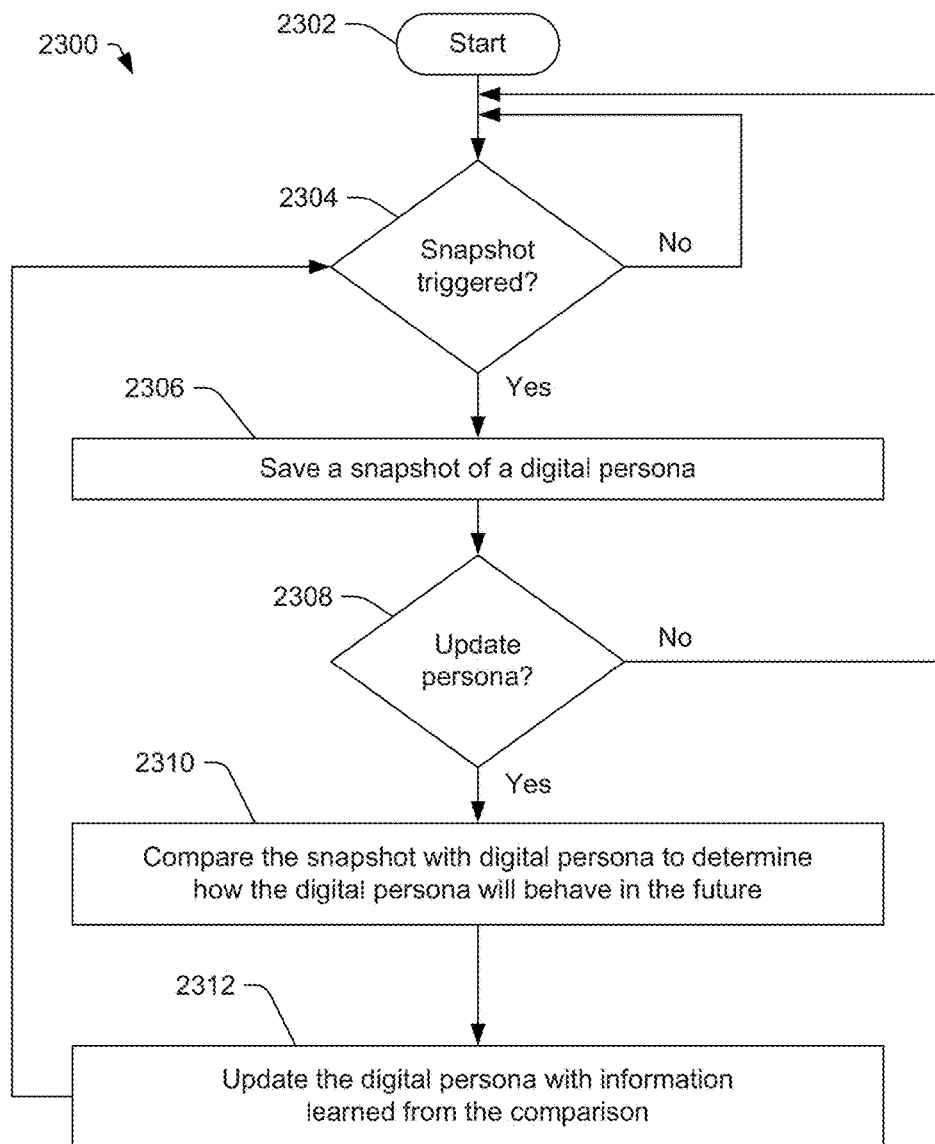 2302
Start
2300
2304
Snapshot
triggered?
No
Yes
2306
Save a snapshot of a digital persona
2308
Update
persona?
No
Yes
2310
Compare the snapshot with digital persona to determine
how the digital persona will behave in the future
2312
Update the digital persona with information
learned from the comparison